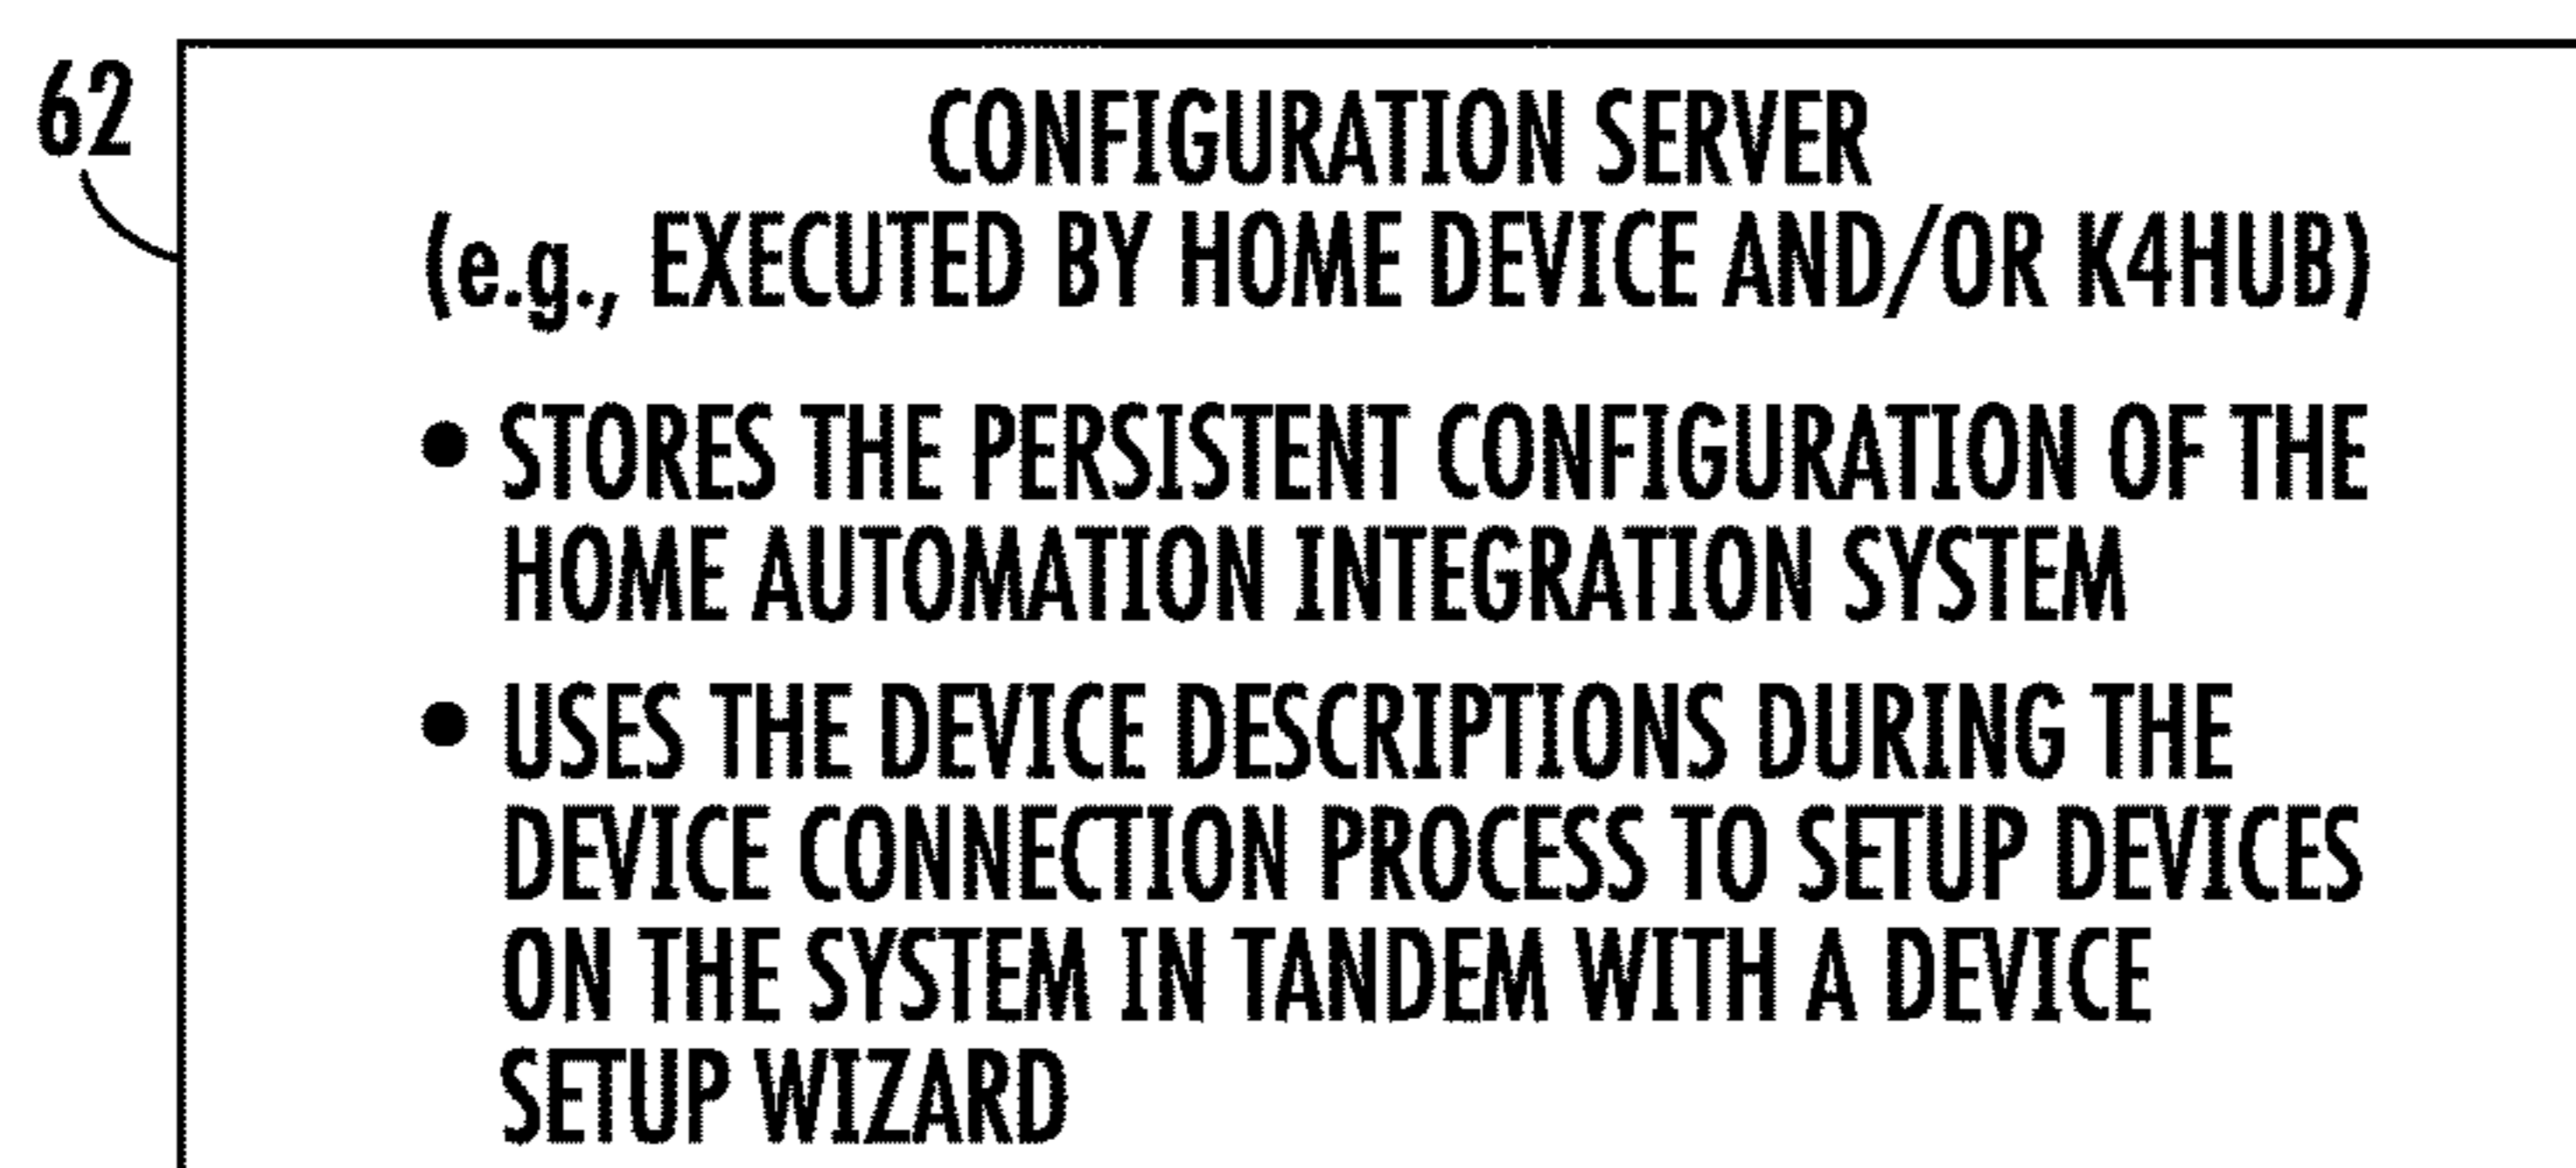 62
CONFIGURATION SERVER
(e.g., EXECUTED BY HOME DEVICE AND/OR K4HUB)
• STORES THE PERSISTENT CONFIGURATION OF THE
HOME AUTOMATION INTEGRATION SYSTEM
• USES THE DEVICE DESCRIPTIONS DURING THE
DEVICE CONNECTION PROCESS TO SETUP DEVICES
ON THE SYSTEM IN TANDEM WITH A DEVICE
SETUP WIZARD